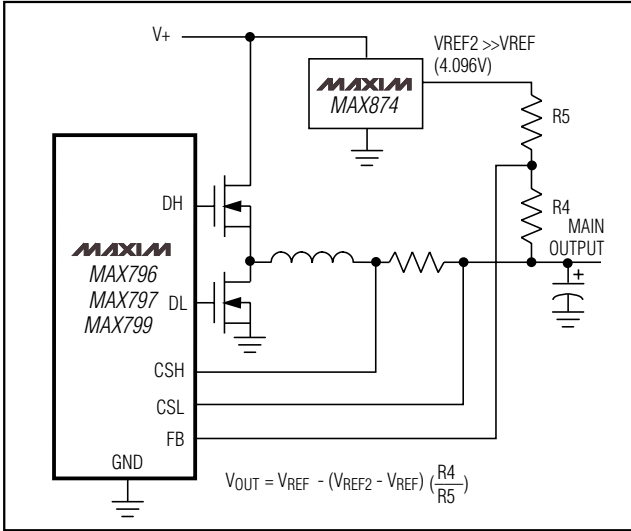 V+
VREF2 >>VREF
(4.096V)
MAXIM
MAX874
R5
R4
MAIN
OUTPUT
+
DH
MAXIM
MAX796
MAX797
MAX799
DL
CSH
CSL
FB
GND
VOUT = VREF - (VREF2 - VREF) (R4/R5)